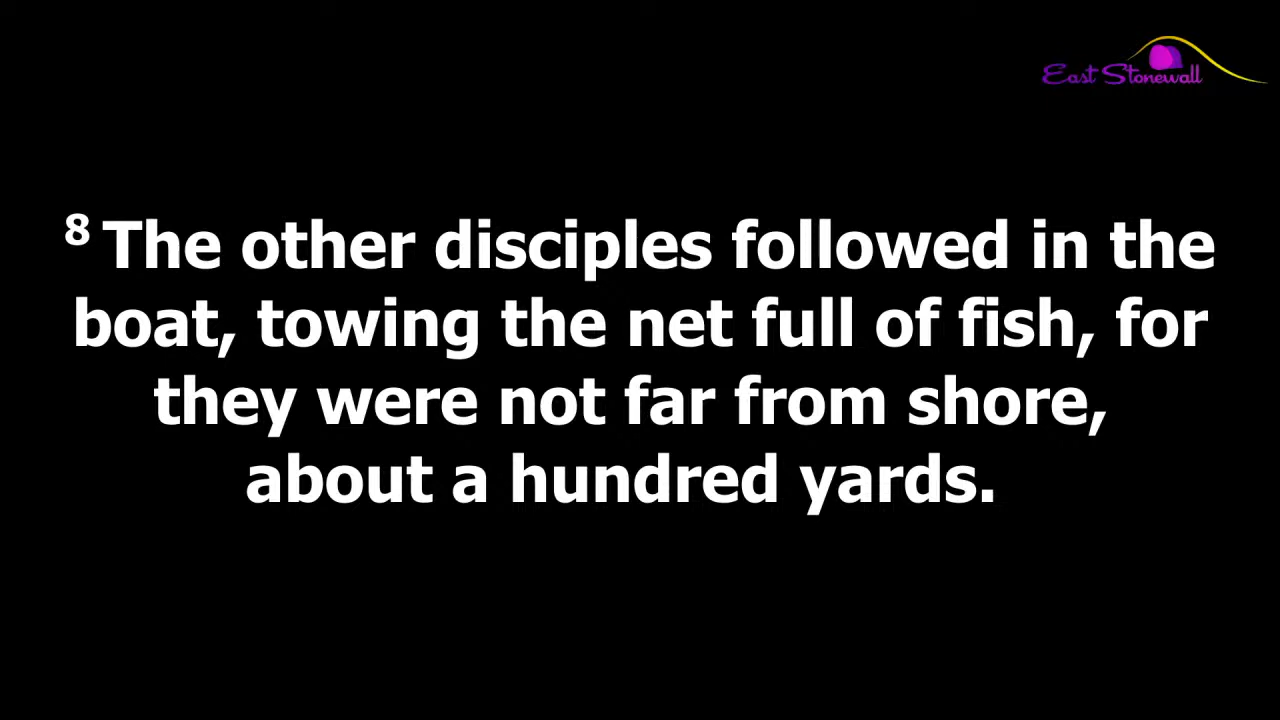 East Stonewall
8 The other disciples followed in the
boat, towing the net full of fish, for
they were not far from shore,
about a hundred yards.